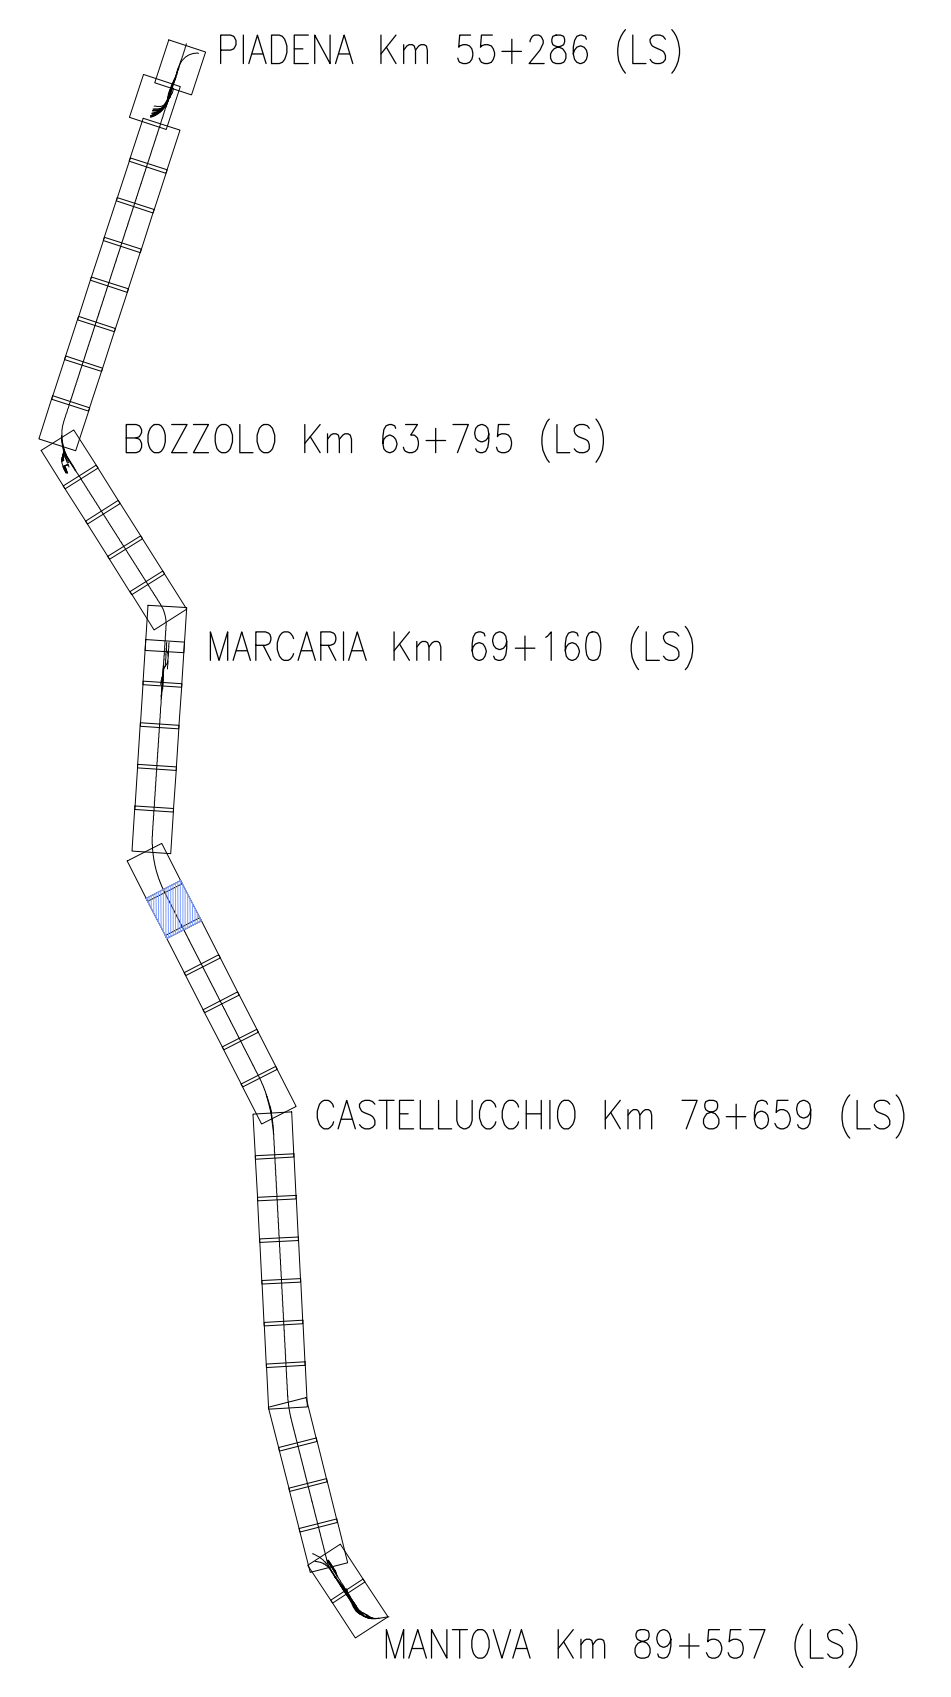 PIADENA Km 55+286 (LS)
BOZZOLO Km 63+795 (LS)
MARCARIA Km 69+160 (LS)
CASTELLUCCHIO Km 78+659 (LS)
MANTOVA Km 89+557 (LS)